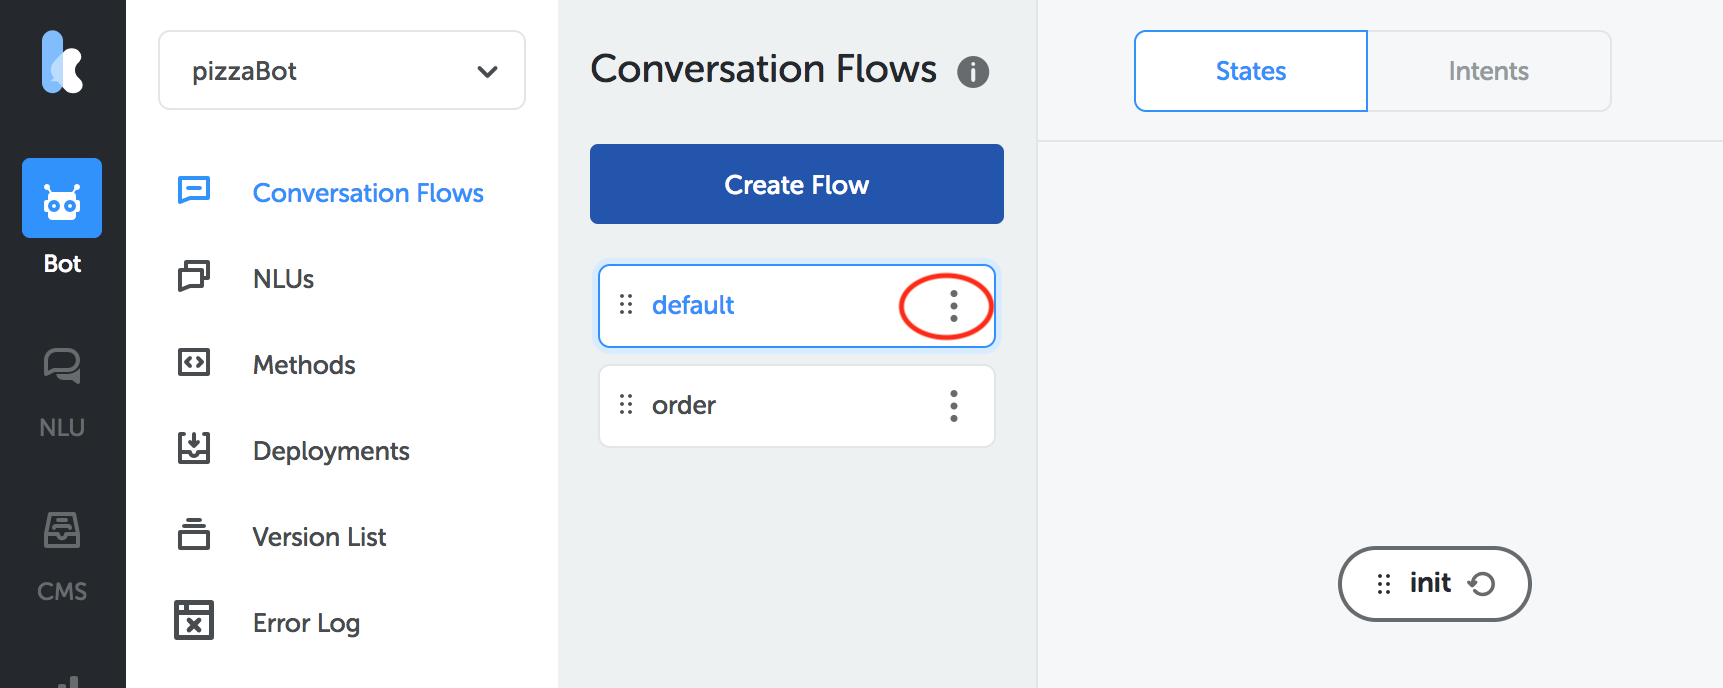 pizzaBot
Conversation Flows
States
Intents
Create Flow
Bot
NLU
CMS
Conversation Flows
NLUs
Methods
Deployments
Version List
Error Log
default
order
init